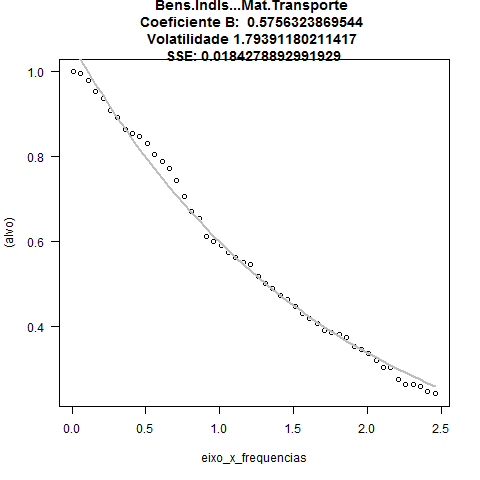 Bens.Indis...Mat.Transporte
Coeficiente B:  0.5756323869544
Volatilidade 1.79391180211417
SSE: 0.0184278892991929
1.0
0.8
0.6
0.4
(alvo)
0.0 0.5 1.0 1.5 2.0 2.5
eixo_x_frequencias